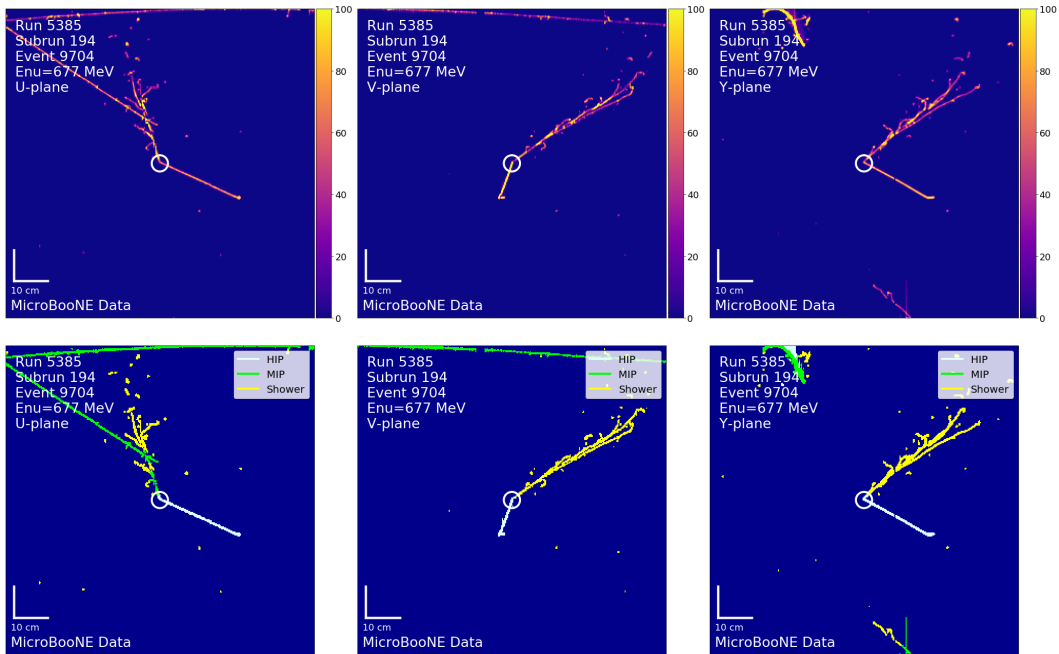 Run 5385
Subrun 194
Event 9704
Enu=677 MeV
U-plane
10 cm
MicroBooNE Data
100
80
60
40
20
0
Run 5385
Subrun 194
Event 9704
Enu=677 MeV
V-plane
10 cm
MicroBooNE Data
100
80
60
40
20
0
Run 5385
Subrun 194
Event 9704
Enu=677 MeV
Y-plane
10 cm
MicroBooNE Data
100
80
60
40
20
0
Run 5385
Subrun 194
Event 9704
Enu=677 MeV
U-plane
HIP
MIP
Shower
10 cm
MicroBooNE Data
Run 5385
Subrun 194
Event 9704
Enu=677 MeV
V-plane
HIP
MIP
Shower
10 cm
MicroBooNE Data
Run 5385
Subrun 194
Event 9704
Enu=677 MeV
Y-plane
HIP
MIP
Shower
10 cm
MicroBooNE Data